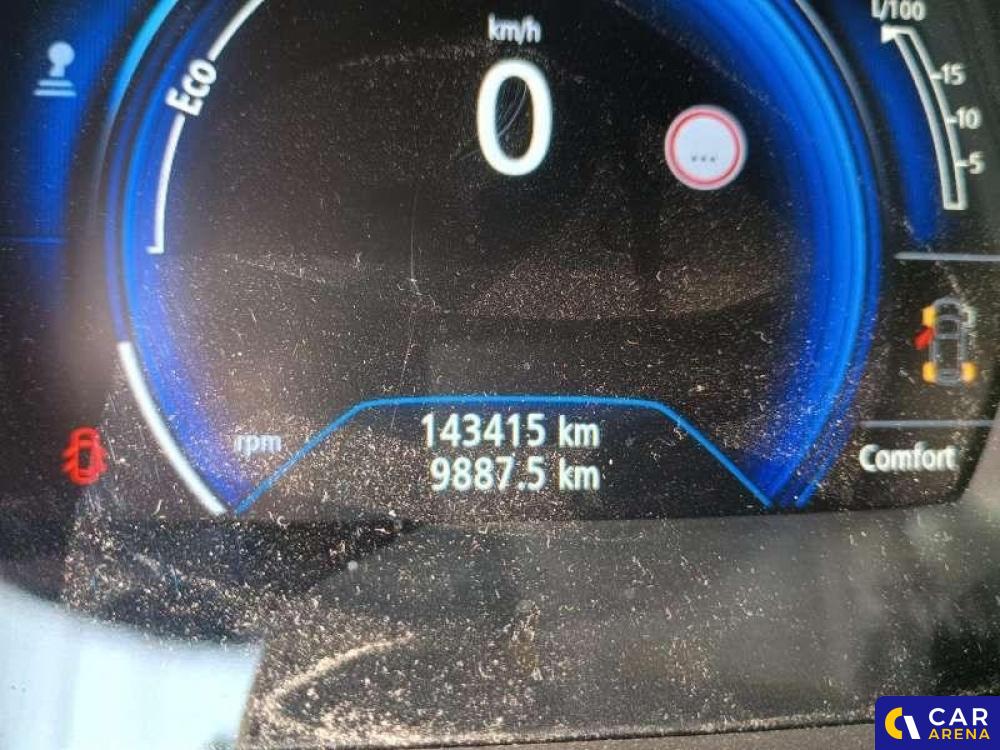 km/h
0
Eco
...
L/100
15
10
5
rpm
143415 km
9887.5 km
Comfort
CAR
ARENA